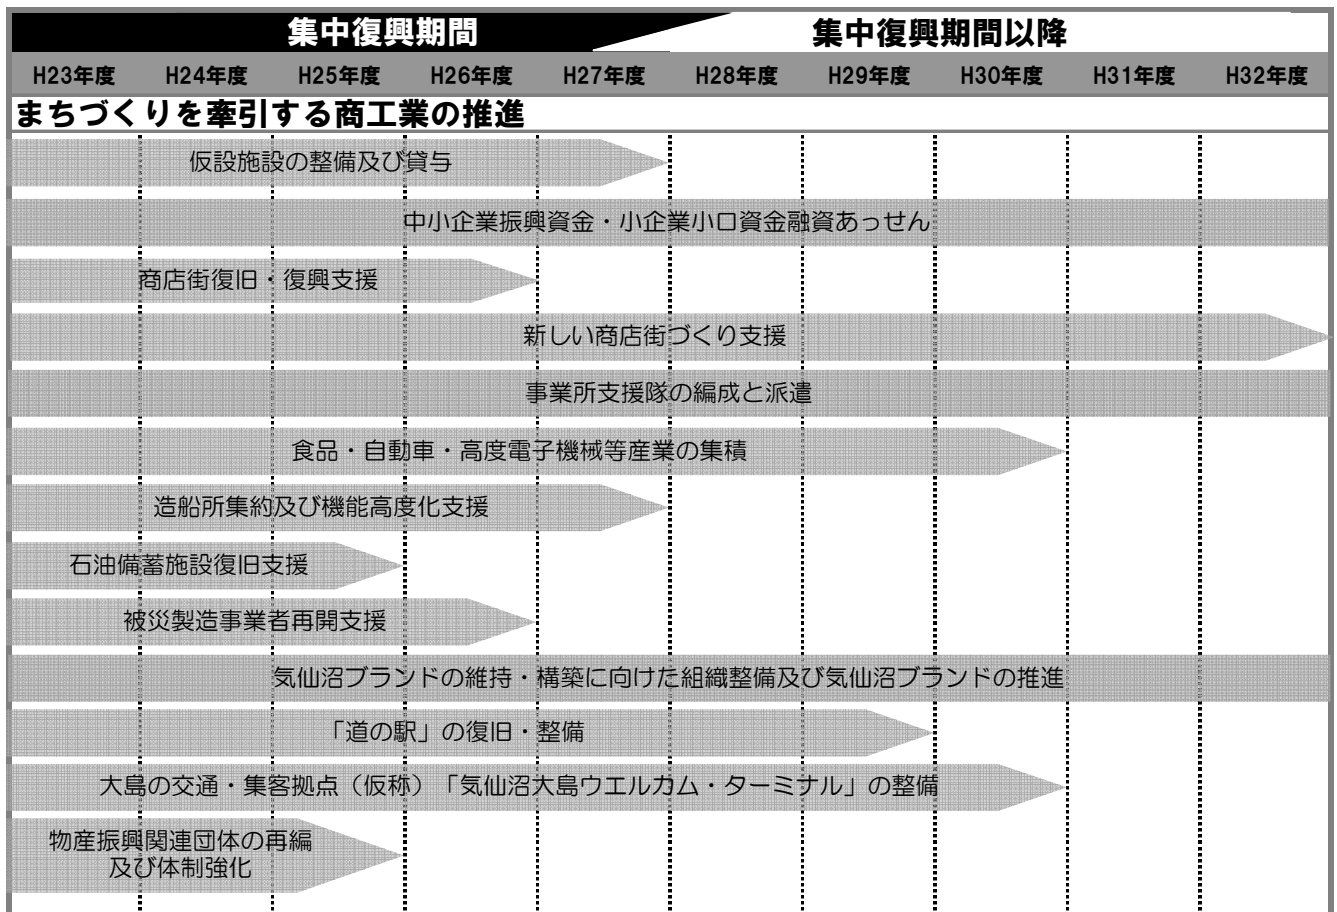 集中復興期間 集中復興期間以降
H23年度 H24年度 H25年度 H26年度 H27年度 H28年度 H29年度 H30年度 H31年度 H32年度
まちづくりを牽引する商工業の推進
仮設施設の整備及び貸与
中小企業振興資金・小企業小口資金融資あっせん
商店街復旧・復興支援
新しい商店街づくり支援
事業所支援隊の編成と派遣
食品・自動車・高度電子機械等産業の集積
造船所集約及び機能高度化支援
石油備蓄施設復旧支援
被災製造事業者再開支援
気仙沼ブランドの維持・構築に向けた組織整備及び気仙沼ブランドの推進
「道の駅」の復旧・整備
大島の交通・集客拠点（仮称）「気仙沼大島ウエルカム・ターミナル」の整備
物産振興関連団体の再編
及び体制強化